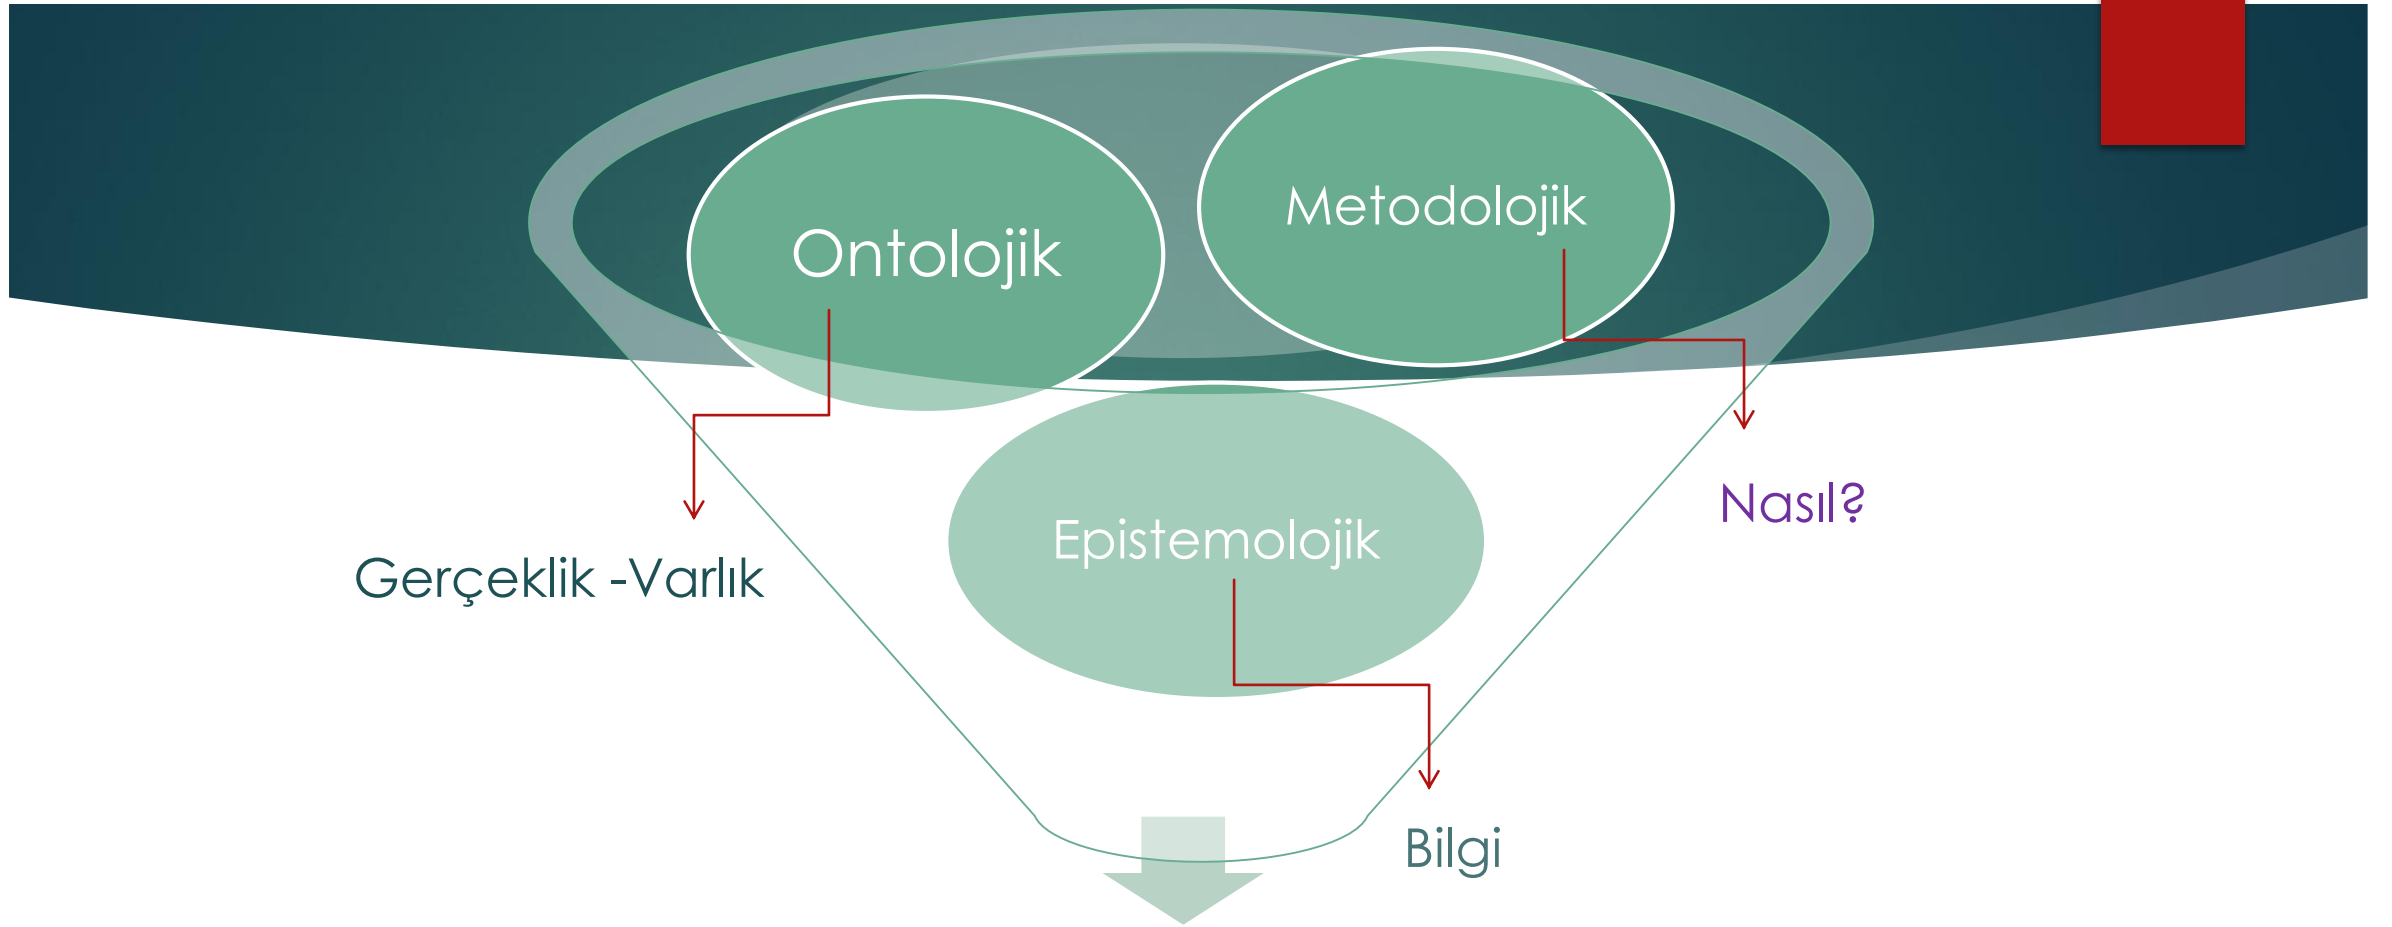 Ontolojik
Metodolojik
Epistemolojik
Nasıl?
Gerçeklik -Varlık
Bilgi